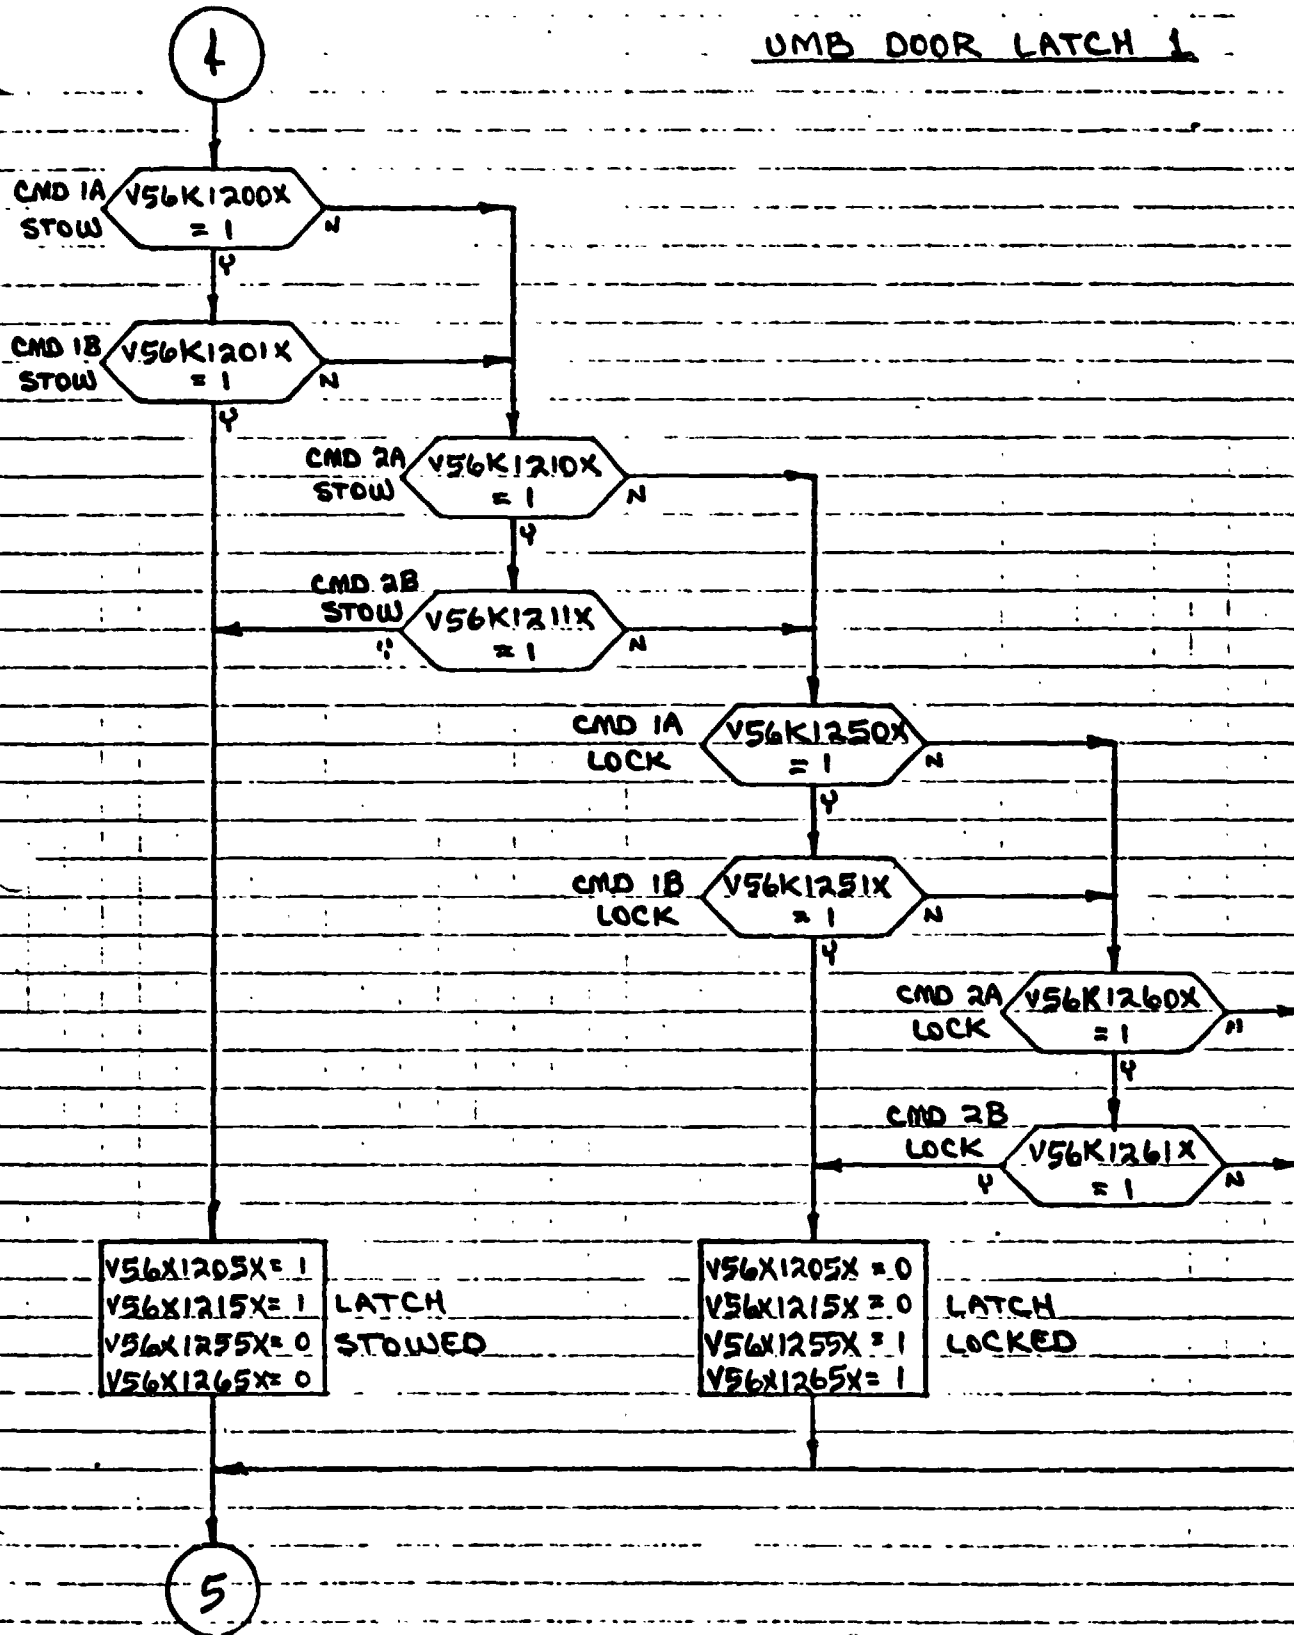 4
UMB DOOR LATCH 1
CMD 1A
STOW
V56K1200X
= 1
N
Y
CMD 1B
STOW
V56K1201X
= 1
N
Y
CMD 2A
STOW
V56K1210X
= 1
N
Y
CMD 2B
STOW
V56K1211X
= 1
N
CMD 1A
LOCK
V56K1250X
= 1
N
Y
CMD 1B
LOCK
V56K1251X
= 1
N
Y
CMD 2A
LOCK
V56K1260X
= 1
N
Y
CMD 2B
LOCK
V56K1261X
= 1
Y
N
V56X1205X= 1
V56X1215X= 1
V56X1255X= 0
V56X1265X= 0
LATCH
STOWED
V56X1205X = 0
V56X1215X = 0
V56X1255X = 1
V56X1265X= 1
LATCH
LOCKED
5